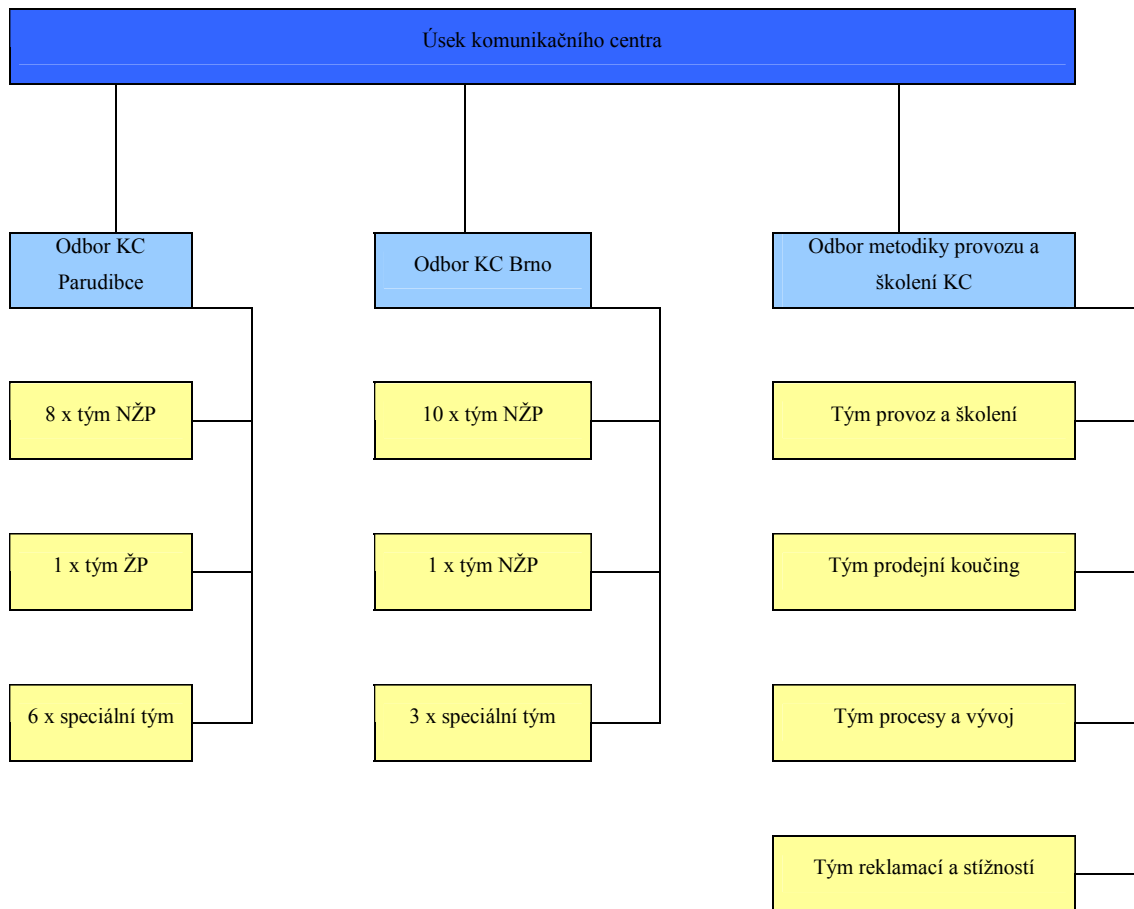 Úsek komunikačního centra
Odbor KC
Parudibce
Odbor KC Brno
Odbor metodiky provozu a
školení KC
8 x tým NŽP
10 x tým NŽP
Tým provoz a školení
1 x tým ŽP
1 x tým NŽP
Tým prodejní koučing
6 x speciální tým
3 x speciální tým
Tým procesy a vývoj
Tým reklamací a stížností